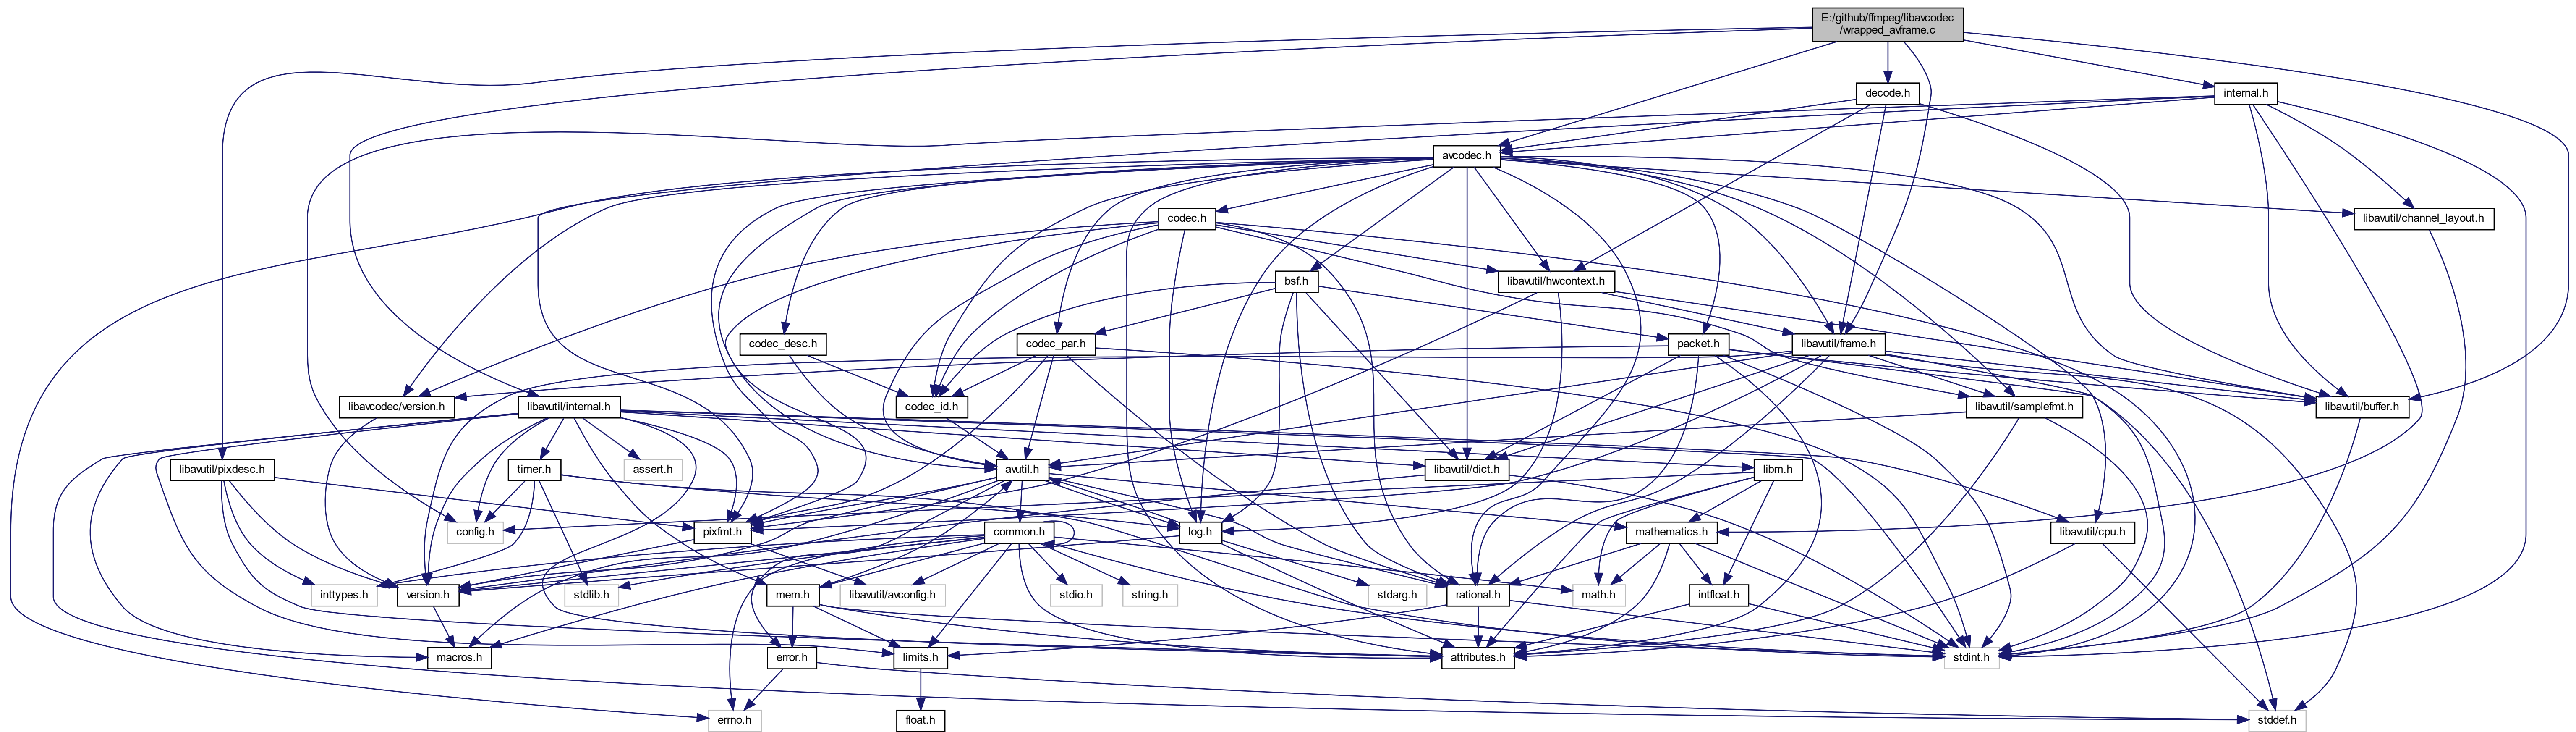 E:/github/ffmpeg/libavcodec
/wrapped_avframe.c
decode.h
internal.h
avcodec.h
codec.h
libavutil/channel_layout.h
bsf.h
libavutil/hwcontext.h
codec_desc.h
codec_par.h
packet.h
libavutil/frame.h
libavcodec/version.h
libavutil/internal.h
codec_id.h
libavutil/samplefmt.h
libavutil/buffer.h
libavutil/pixdesc.h
timer.h
assert.h
avutil.h
libavutil/dict.h
libm.h
config.h
pixfmt.h
common.h
log.h
mathematics.h
libavutil/cpu.h
inttypes.h
version.h
stdlib.h
mem.h
libavutil/avconfig.h
stdio.h
string.h
stdarg.h
rational.h
math.h
intfloat.h
macros.h
error.h
limits.h
attributes.h
stdint.h
errno.h
float.h
stddef.h